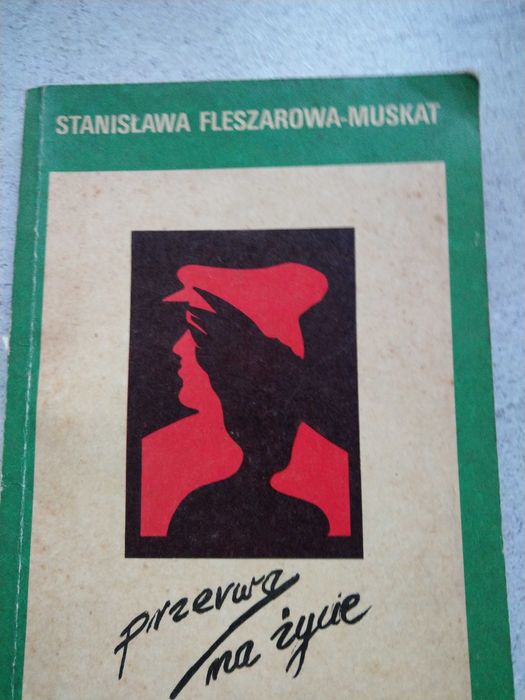 STANISŁAWA FLESZAROWA-MUSKAT
przerwa
na życie